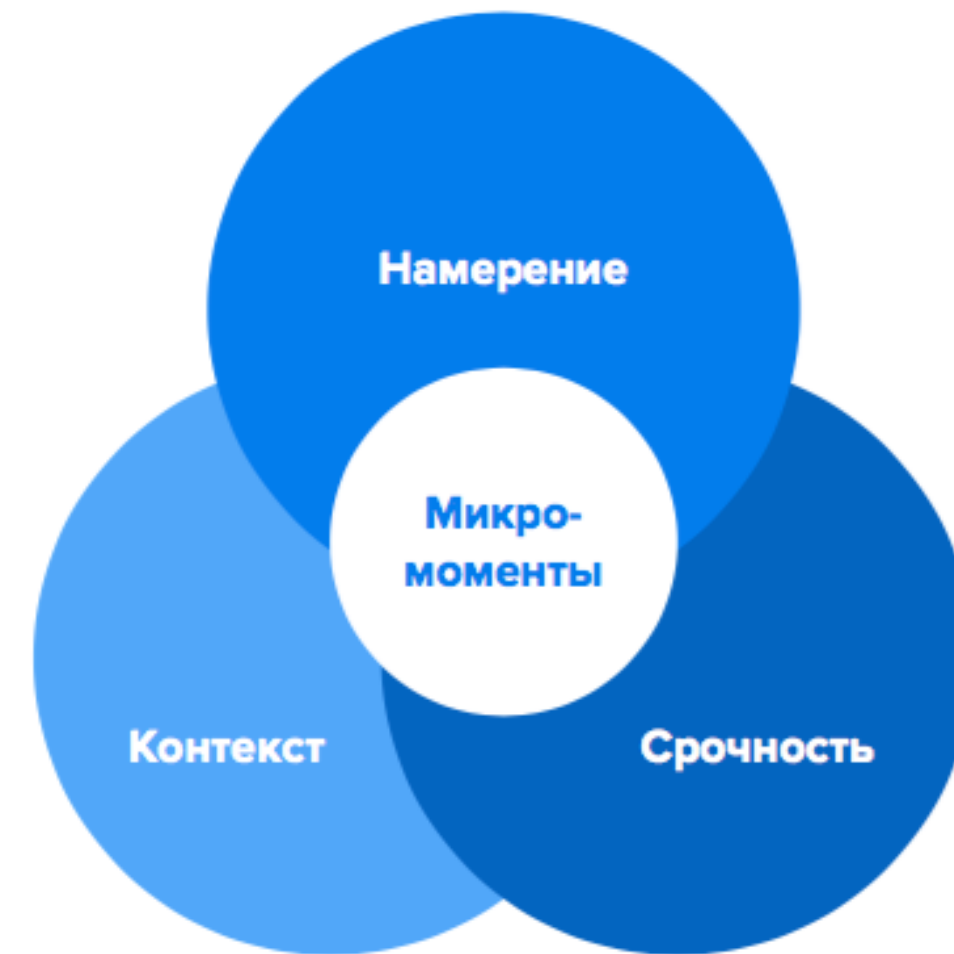 Намерение
Микро-
моменты
Контекст
Срочность